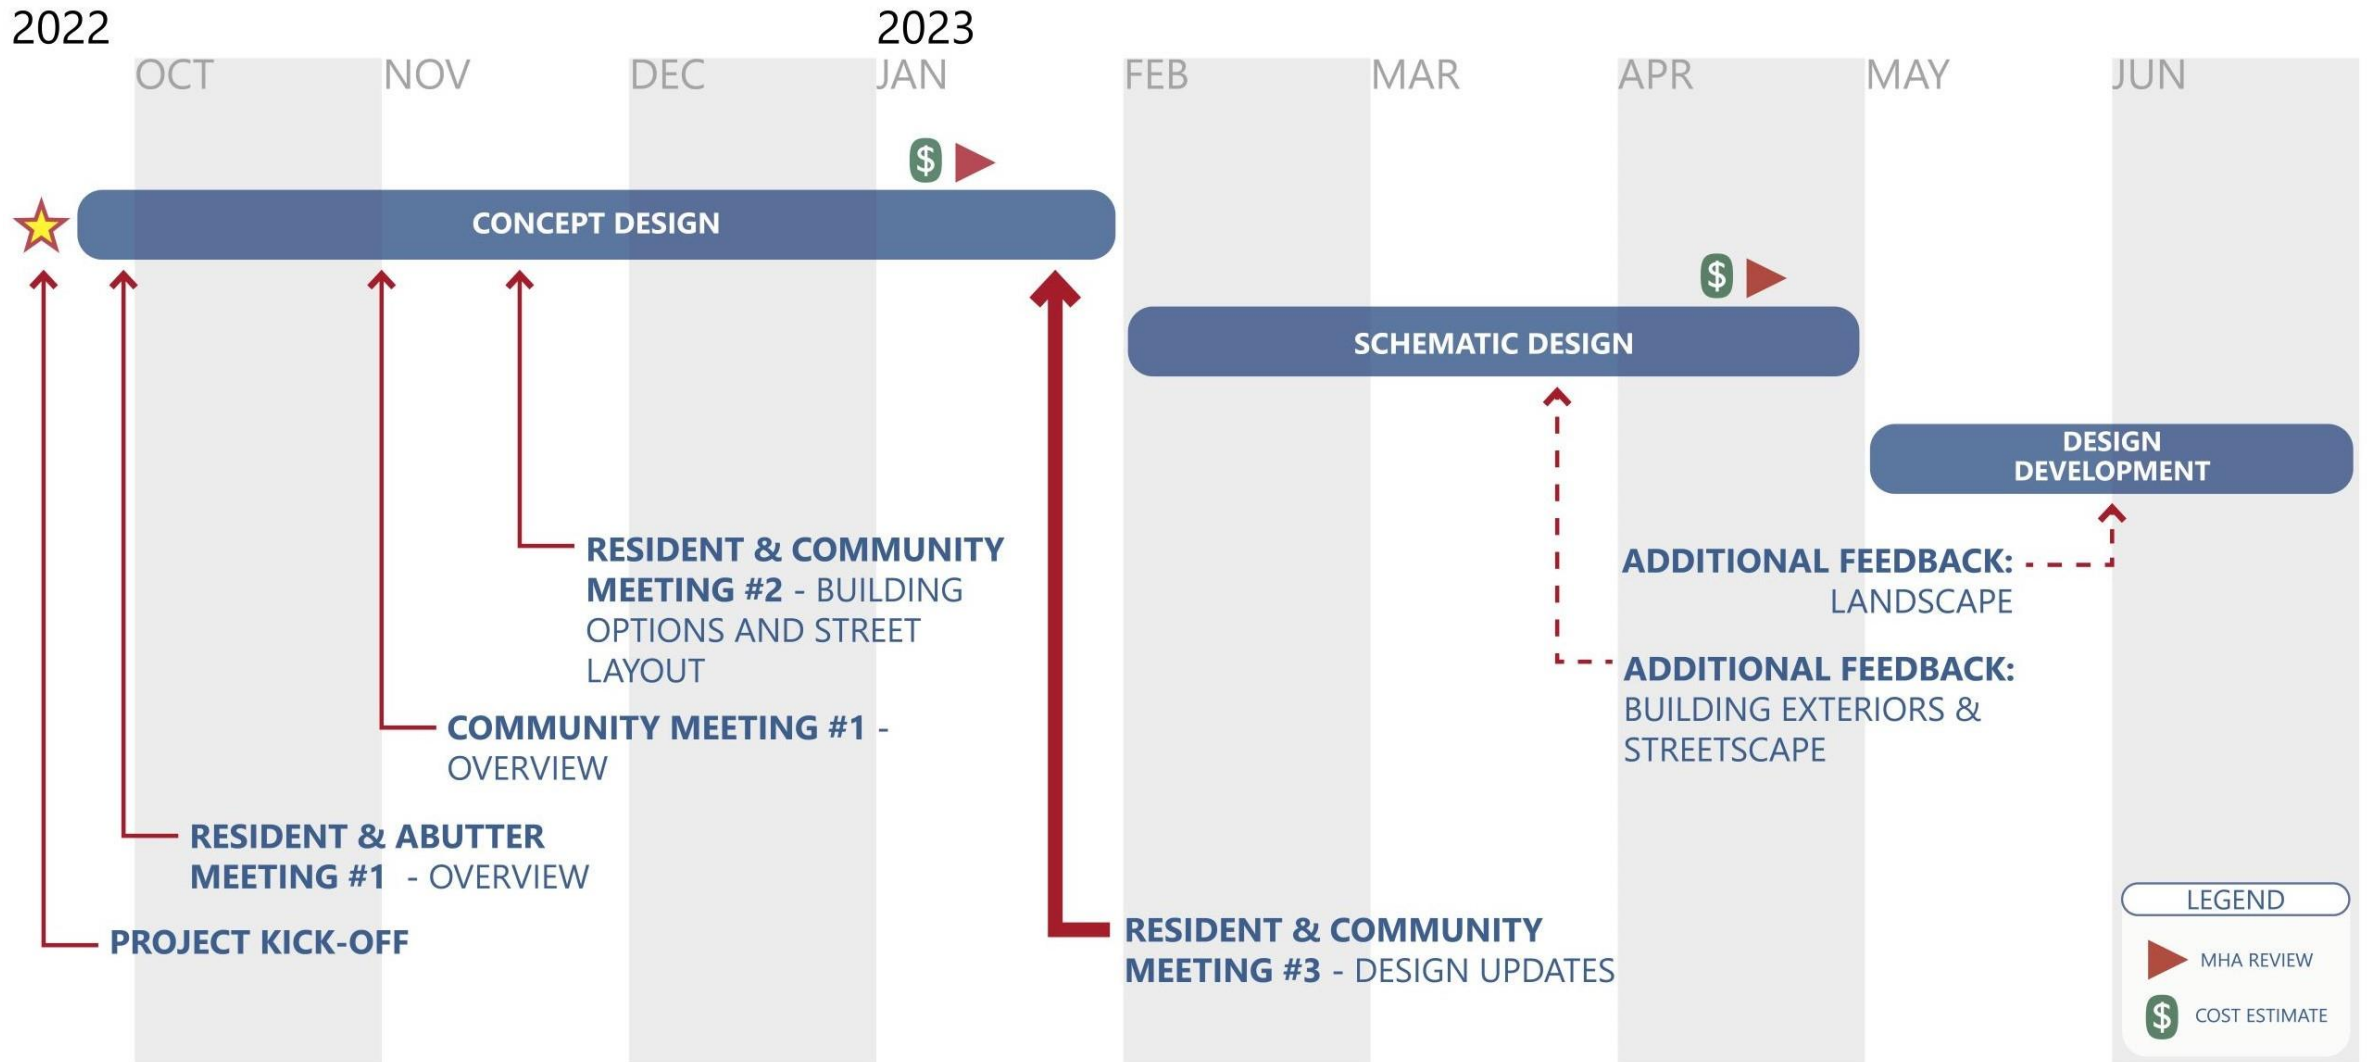 2022
2023
OCT
NOV
DEC
JAN
FEB
MAR
APR
MAY
JUN
$
CONCEPT DESIGN
$
SCHEMATIC DESIGN
DESIGN
DEVELOPMENT
RESIDENT & COMMUNITY
MEETING #2 - BUILDING
OPTIONS AND STREET
LAYOUT
ADDITIONAL FEEDBACK:
LANDSCAPE
ADDITIONAL FEEDBACK:
BUILDING EXTERIORS &
STREETSCAPE
COMMUNITY MEETING #1 -
OVERVIEW
RESIDENT & ABUTTER
MEETING #1 - OVERVIEW
PROJECT KICK-OFF
RESIDENT & COMMUNITY
MEETING #3 - DESIGN UPDATES
LEGEND
MHA REVIEW
$ COST ESTIMATE